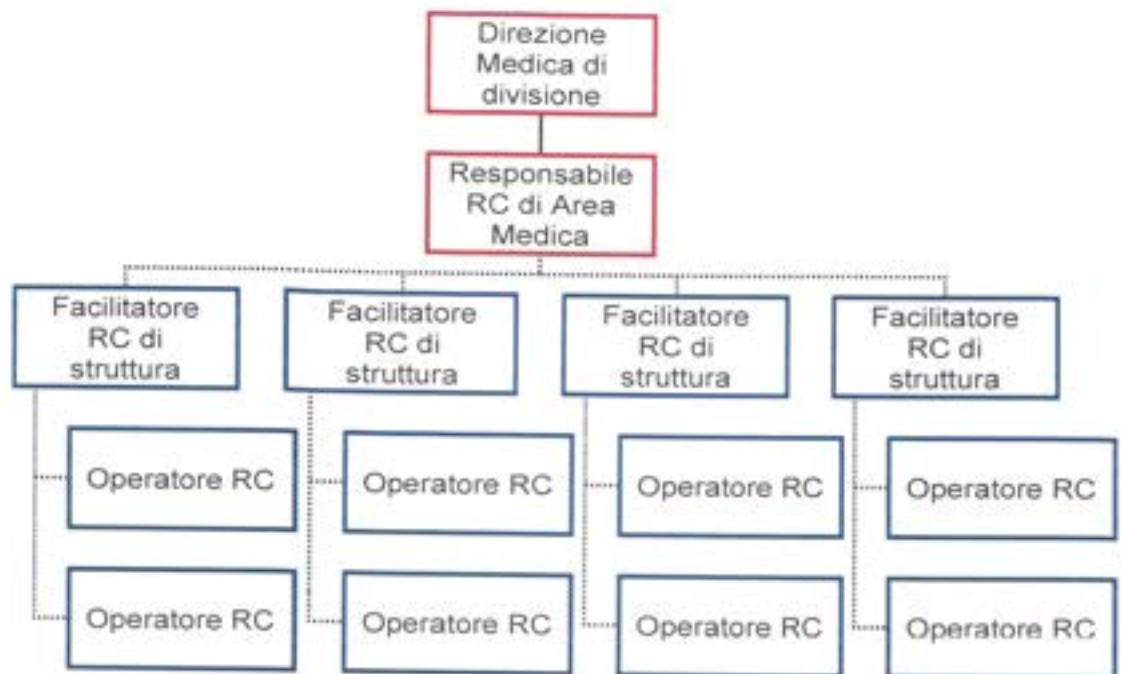 Direzione
Medica di
divisione
Responsabile
RC di Area
Medica
Facilitatore
RC di
struttura
Facilitatore
RC di
struttura
Facilitatore
RC di
struttura
Facilitatore
RC di
struttura
Operatore RC
Operatore RC
Operatore RC
Operatore RC
Operatore RC
Operatore RC
Operatore RC
Operatore RC